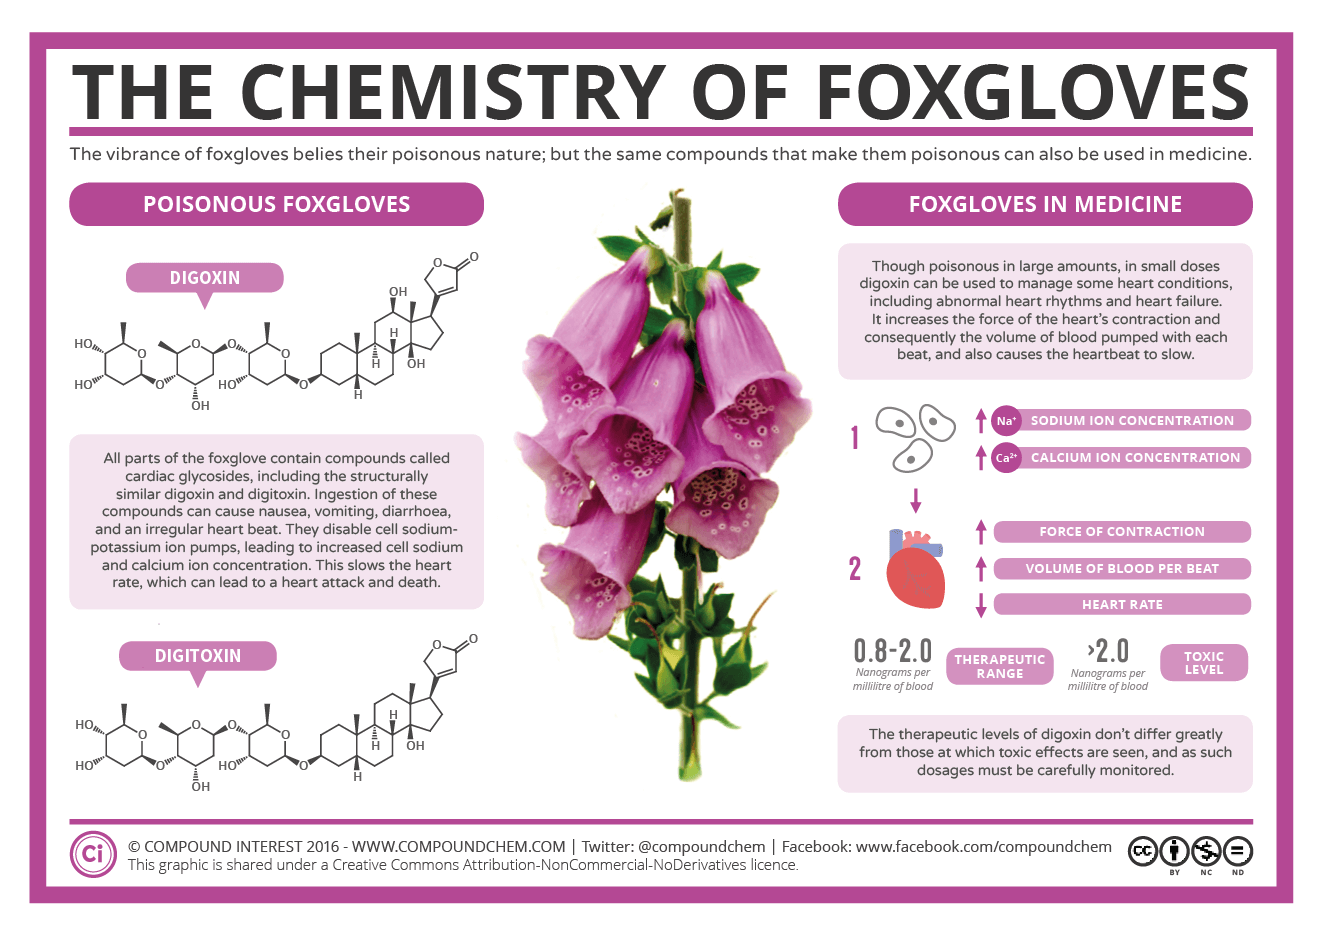 THE CHEMISTRY OF FOXGLOVES
The vibrance of foxgloves belies their poisonous nature; but the same compounds that make them poisonous can also be used in medicine.
POISONOUS FOXGLOVES
DIGOXIN
O
O
OH
H
H
OH
H
HO
HO
O
O
O
OH
O
HO
O
O
All parts of the foxglove contain compounds called
cardiac glycosides, including the structurally
similar digoxin and digitoxin. Ingestion of these
compounds can cause nausea, vomiting, diarrhoea,
and an irregular heart beat. They disable cell sodium-
potassium ion pumps, leading to increased cell sodium
and calcium ion concentration. This slows the heart
rate, which can lead to a heart attack and death.
DIGITOXIN
O
O
H
H
OH
H
HO
HO
O
O
O
OH
O
HO
O
O
FOXGLOVES IN MEDICINE
Though poisonous in large amounts, in small doses
digoxin can be used to manage some heart conditions,
including abnormal heart rhythms and heart failure.
It increases the force of the heart's contraction and
consequently the volume of blood pumped with each
beat, and also causes the heartbeat to slow.
1
Na⁺ SODIUM ION CONCENTRATION
Ca²⁺ CALCIUM ION CONCENTRATION
2
FORCE OF CONTRACTION
VOLUME OF BLOOD PER BEAT
HEART RATE
0.8-2.0
Nanograms per
millilitre of blood
THERAPEUTIC
RANGE
>2.0
Nanograms per
millilitre of blood
TOXIC
LEVEL
The therapeutic levels of digoxin don't differ greatly
from those at which toxic effects are seen, and as such
dosages must be carefully monitored.
Ci
© COMPOUND INTEREST 2016 - WWW.COMPOUNDCHEM.COM | Twitter: @compoundchem | Facebook: www.facebook.com/compoundchem
This graphic is shared under a Creative Commons Attribution-NonCommercial-NoDerivatives licence.
CC
BY NC ND